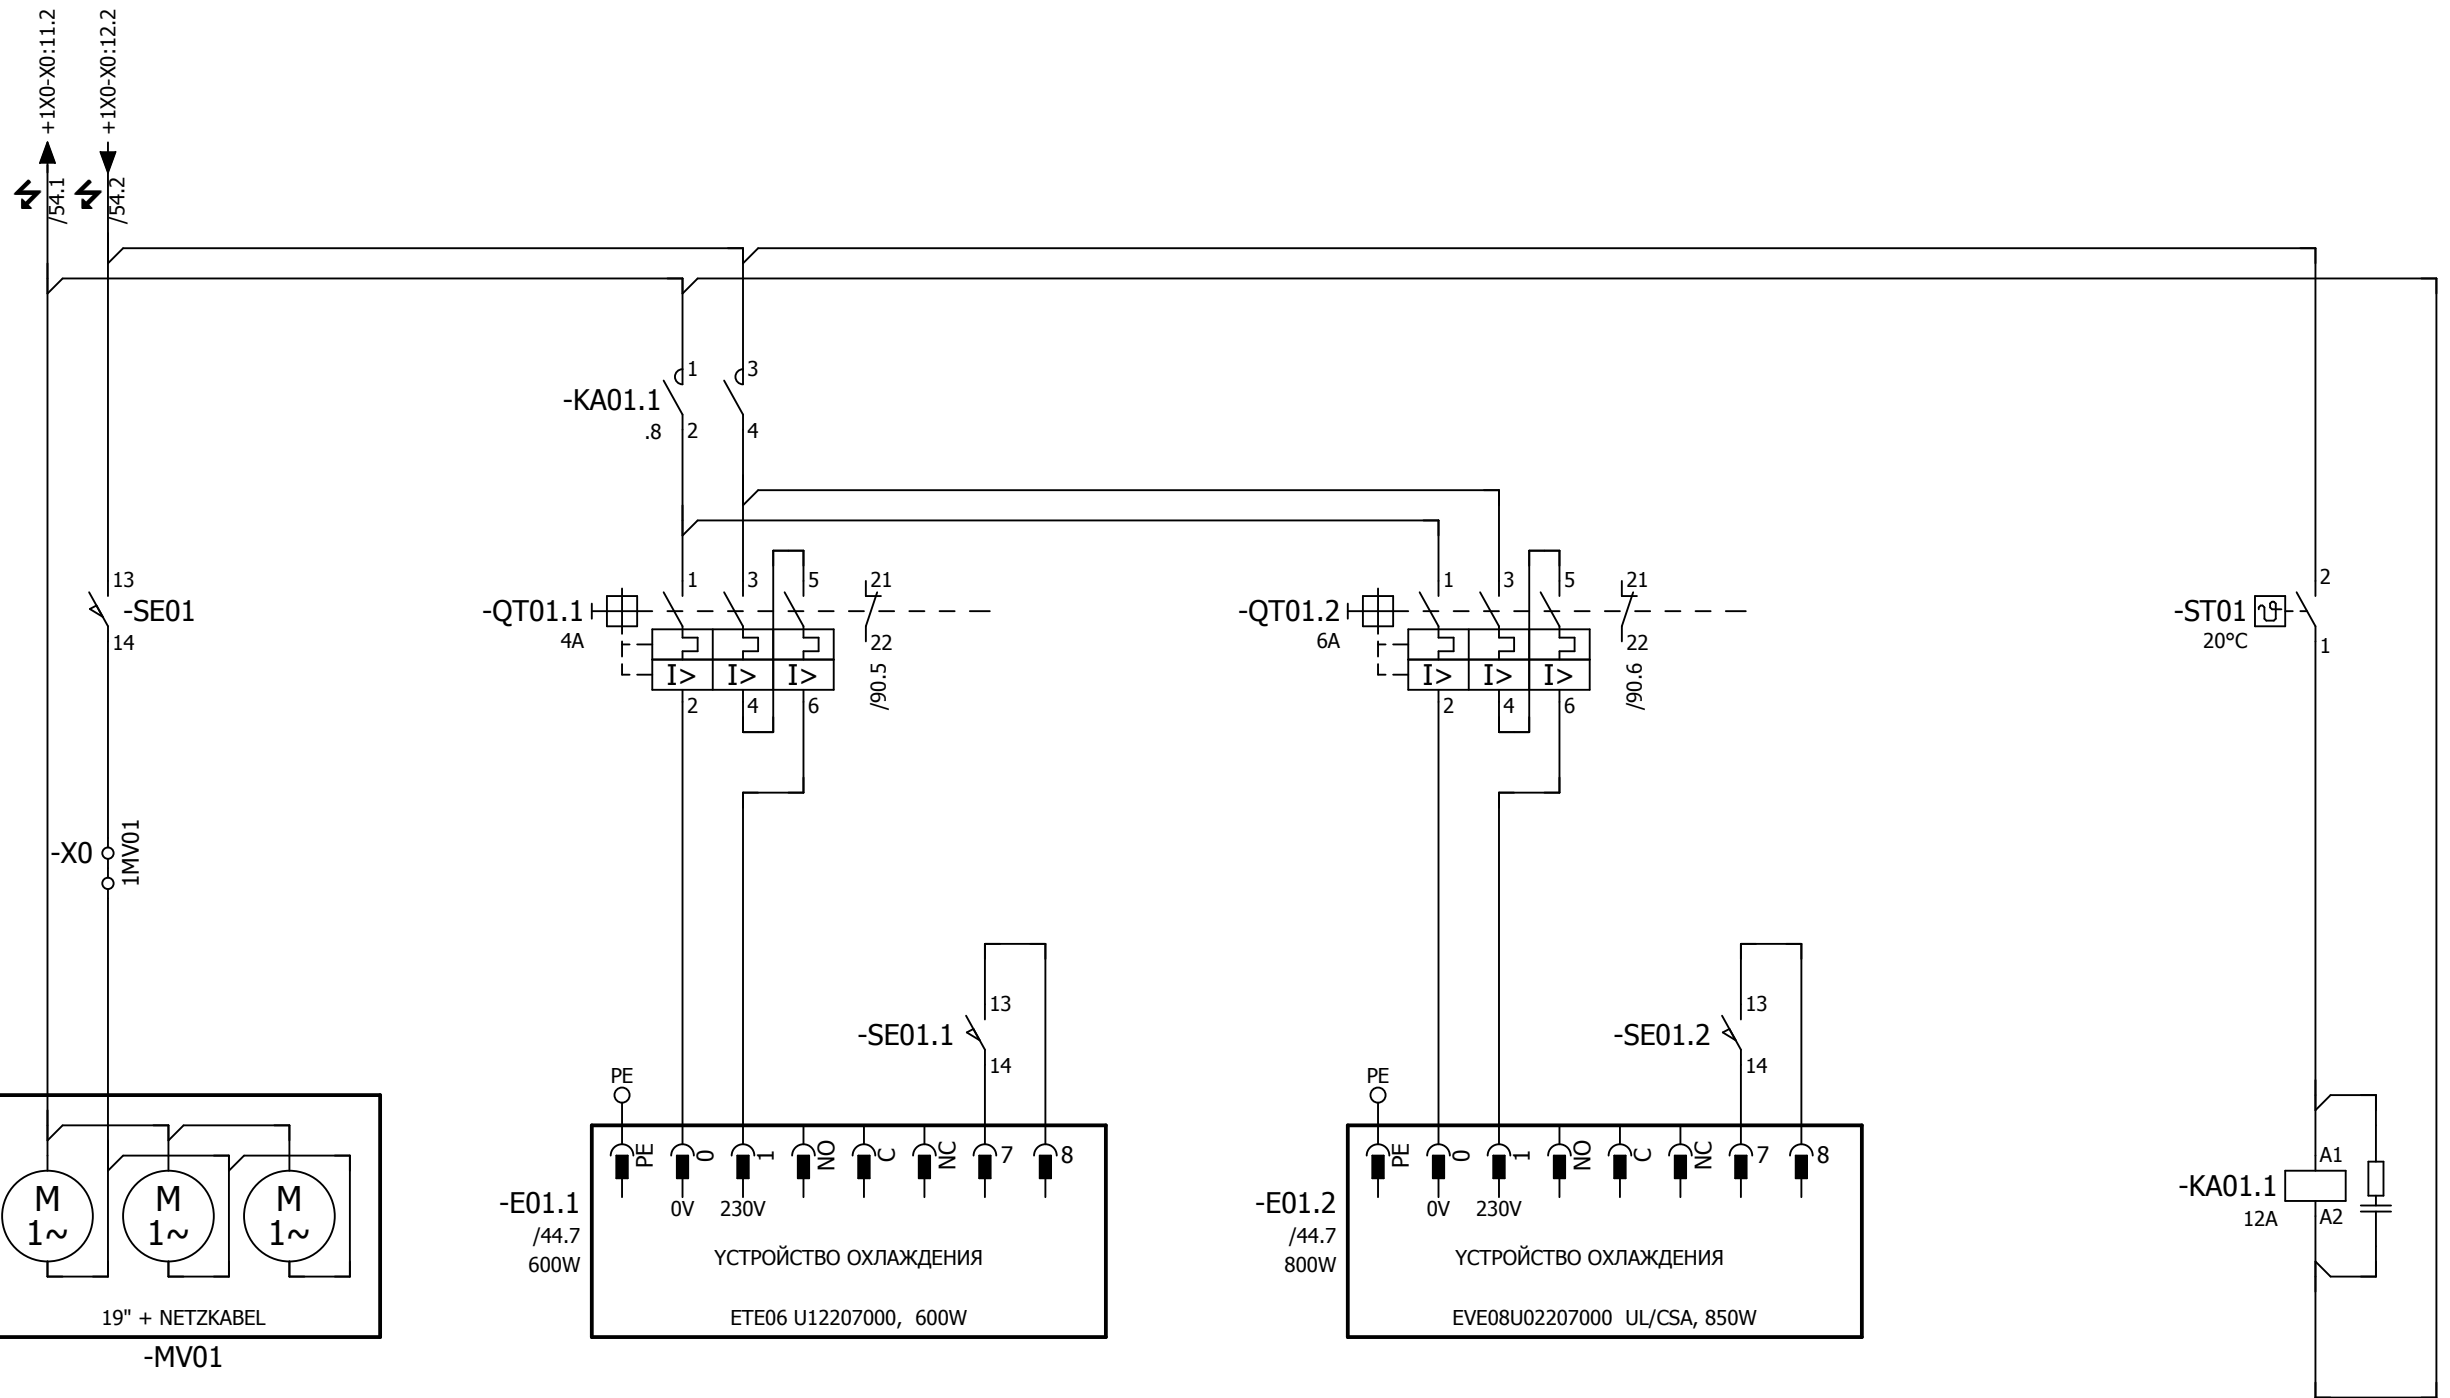 +1X0-X0:11.2
+1X0-X0:12.2
/54.1
/54.2
1
3
-KA01.1
.8
2
4
13
-SE01
14
1
3
5
21
-QT01.1
4A
22
I>
I>
I>
2
4
6
/90.5
1
3
5
21
-QT01.2
6A
22
I>
I>
I>
2
4
6
/90.6
2
-ST01
ϑ
20°C
1
-X0
1MV01
13
-SE01.1
14
13
-SE01.2
14
M
1~
M
1~
M
1~
19" + NETZKABEL
-MV01
PE
PE
0
1
NO
C
NC
7
8
-E01.1
0V
230V
/44.7
600W
YСТРОЙСТВО ОХЛАЖДЕНИЯ
ETE06 U12207000, 600W
PE
PE
0
1
NO
C
NC
7
8
-E01.2
0V
230V
/44.7
800W
YСТРОЙСТВО ОХЛАЖДЕНИЯ
EVE08U02207000 UL/CSA, 850W
A1
-KA01.1
12A
A2